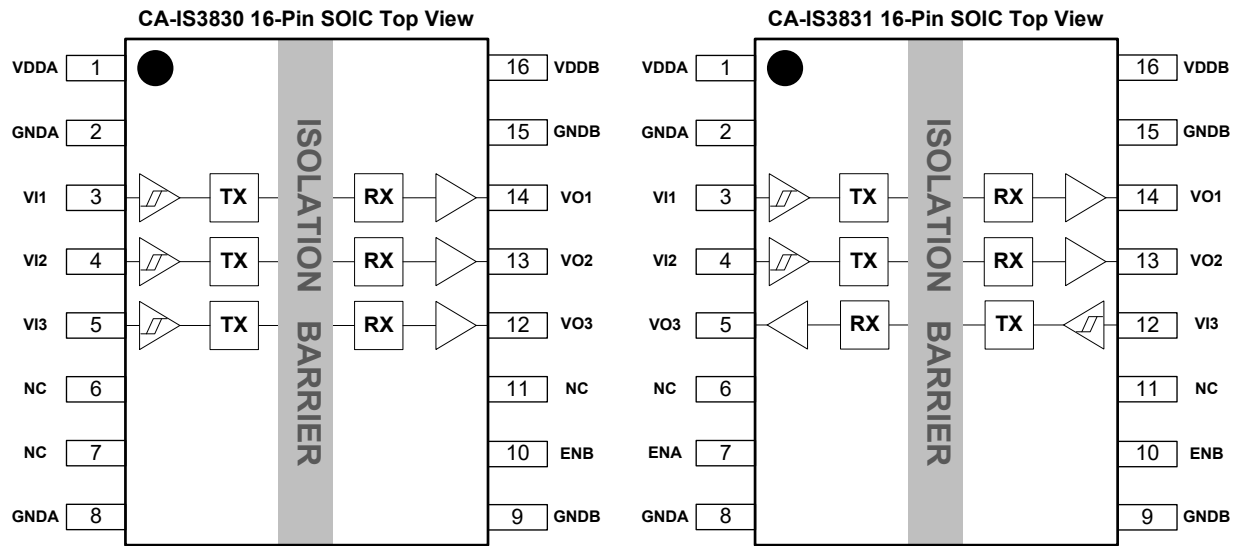 CA-IS3830 16-Pin SOIC Top View
VDDA 1 16 VDDB
GNDA 2 15 GNDB
VI1 3 TX RX 14 VO1
VI2 4 TX RX 13 VO2
VI3 5 TX RX 12 VO3
NC 6 11 NC
NC 7 10 ENB
GNDA 8 9 GNDB
ISOLATION BARRIER
CA-IS3831 16-Pin SOIC Top View
VDDA 1 16 VDDB
GNDA 2 15 GNDB
VI1 3 TX RX 14 VO1
VI2 4 TX RX 13 VO2
VO3 5 RX TX 12 VI3
NC 6 11 NC
ENA 7 10 ENB
GNDA 8 9 GNDB
ISOLATION BARRIER